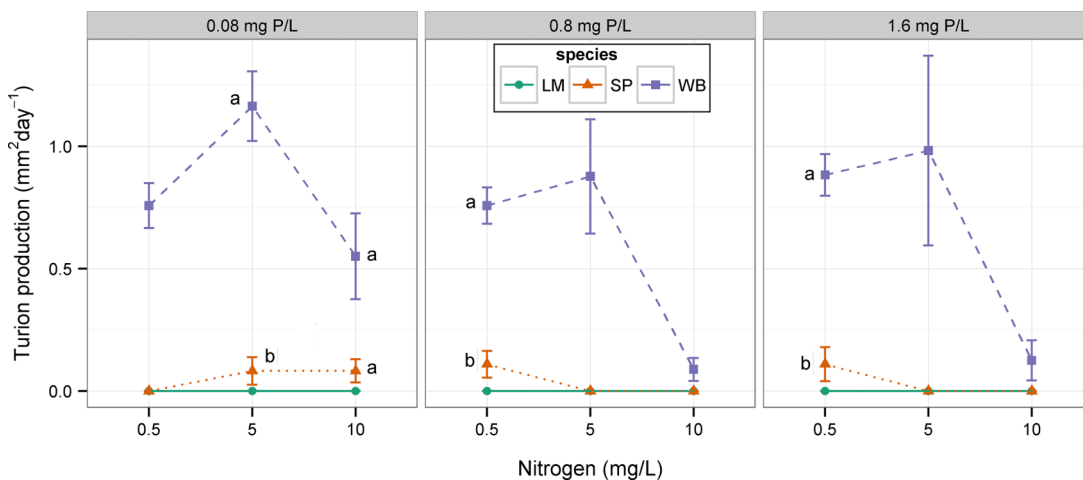 0.08 mg P/L 0.8 mg P/L 1.6 mg P/L
species
LM SP WB
Turion production (mm²day⁻¹)
1.0
0.5
0.0
a
a
b
a
a
b
a
b
0.5 5 10 0.5 5 10 0.5 5 10
Nitrogen (mg/L)